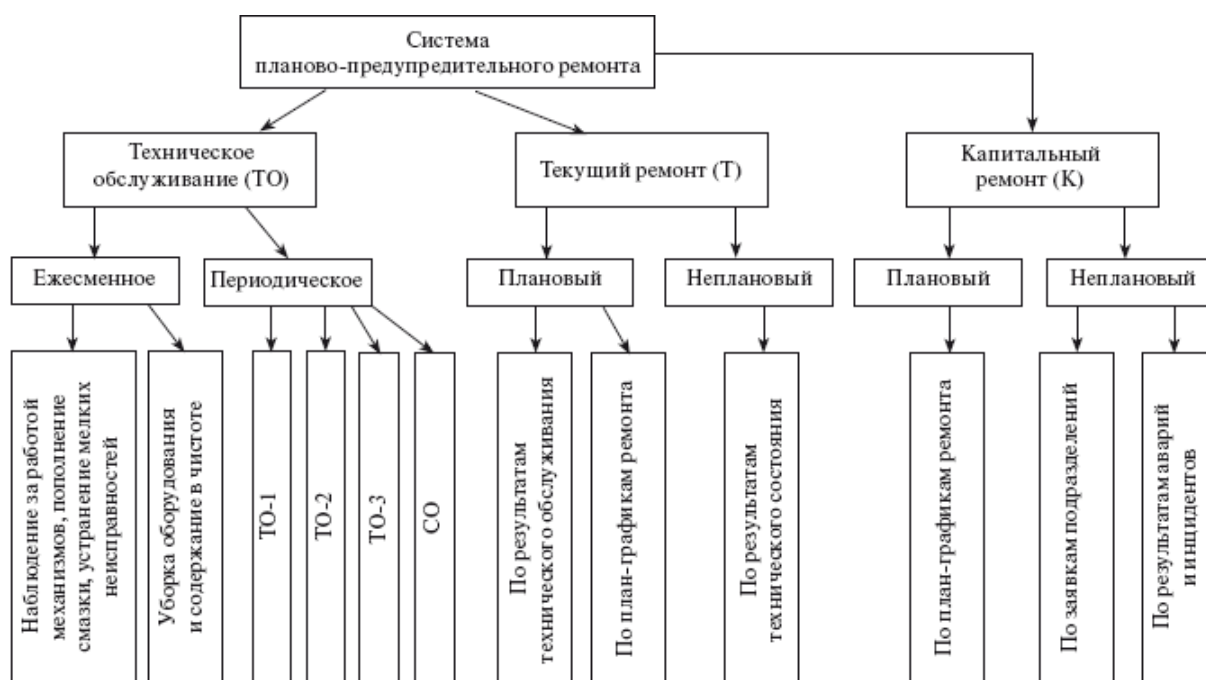 Система
планово-предупредительного ремонта
Техническое
обслуживание (ТО)
Текущий ремонт (Т)
Капитальный
ремонт (К)
Ежесменное
Периодическое
Плановый
Неплановый
Плановый
Неплановый
Наблюдение за работой
механизмов, пополнение
смазки, устранение мелких
неисправностей
Уборка оборудования
и содержание в чистоте
ТО-1
ТО-2
ТО-3
СО
По результатам
технического обслуживания
По план-графикам ремонта
По результатам
технического состояния
По план-графикам ремонта
По заявкам подразделений
По результатам аварий
и инцидентов